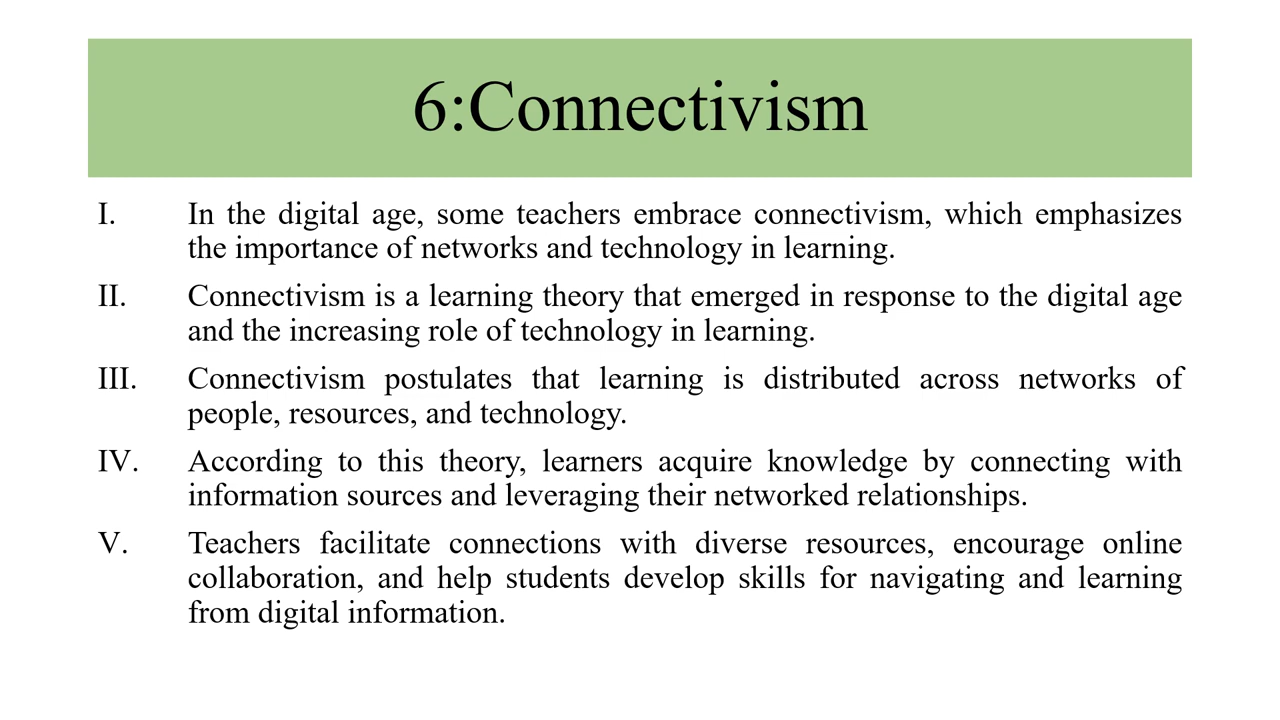 6:Connectivism
I. In the digital age, some teachers embrace connectivism, which emphasizes
the importance of networks and technology in learning.
II. Connectivism is a learning theory that emerged in response to the digital age
and the increasing role of technology in learning.
III. Connectivism postulates that learning is distributed across networks of
people, resources, and technology.
IV. According to this theory, learners acquire knowledge by connecting with
information sources and leveraging their networked relationships.
V. Teachers facilitate connections with diverse resources, encourage online
collaboration, and help students develop skills for navigating and learning
from digital information.